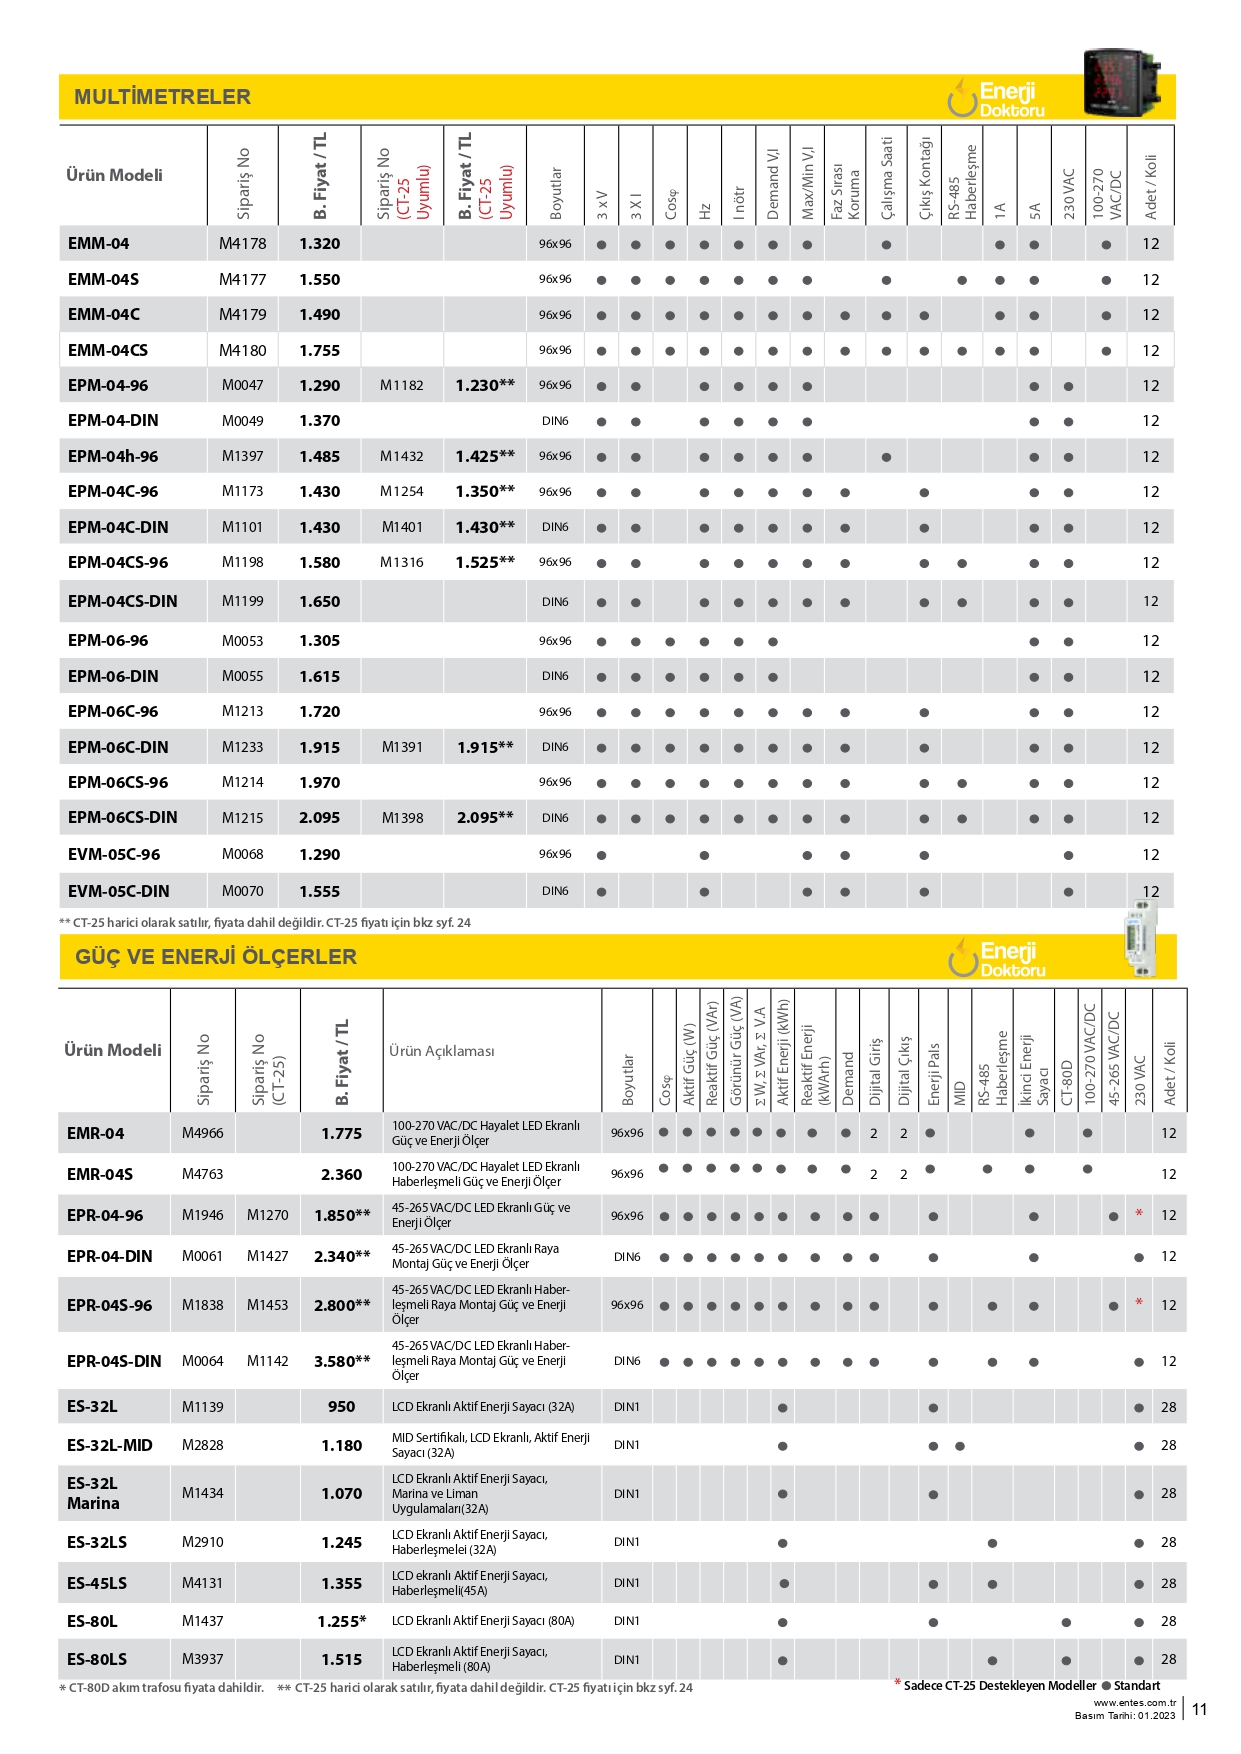 MULTİMETRELER
Enerji
Doktoru
Ürün Modeli | Sipariş No | B. Fiyat / TL | Sipariş No (CT-25 Uyumlu) | B. Fiyat / TL (CT-25 Uyumlu) | Boyutlar | 3 x V | 3 X I | Cosφ | Hz | I nötr | Demand V,I | Max/Min V,I | Faz Sırası Koruma | Çalışma Saati | Çıkış Kontağı | RS-485 Haberleşme | 1A | 5A | 230 VAC | 100-270 VAC/DC | Adet / Koli
EMM-04 M4178 1.320 96x96 ● ● ● ● ● ● ● ● ● ● ● 12
EMM-04S M4177 1.550 96x96 ● ● ● ● ● ● ● ● ● ● ● ● 12
EMM-04C M4179 1.490 96x96 ● ● ● ● ● ● ● ● ● ● ● ● ● 12
EMM-04CS M4180 1.755 96x96 ● ● ● ● ● ● ● ● ● ● ● ● ● ● 12
EPM-04-96 M0047 1.290 M1182 1.230** 96x96 ● ● ● ● ● ● ● ● 12
EPM-04-DIN M0049 1.370 DIN6 ● ● ● ● ● ● ● ● 12
EPM-04h-96 M1397 1.485 M1432 1.425** 96x96 ● ● ● ● ● ● ● ● ● 12
EPM-04C-96 M1173 1.430 M1254 1.350** 96x96 ● ● ● ● ● ● ● ● ● ● 12
EPM-04C-DIN M1101 1.430 M1401 1.430** DIN6 ● ● ● ● ● ● ● ● ● ● 12
EPM-04CS-96 M1198 1.580 M1316 1.525** 96x96 ● ● ● ● ● ● ● ● ● ● ● 12
EPM-04CS-DIN M1199 1.650 DIN6 ● ● ● ● ● ● ● ● ● ● ● 12
EPM-06-96 M0053 1.305 96x96 ● ● ● ● ● ● ● ● 12
EPM-06-DIN M0055 1.615 DIN6 ● ● ● ● ● ● ● ● 12
EPM-06C-96 M1213 1.720 96x96 ● ● ● ● ● ● ● ● ● ● ● 12
EPM-06C-DIN M1233 1.915 M1391 1.915** DIN6 ● ● ● ● ● ● ● ● ● ● ● 12
EPM-06CS-96 M1214 1.970 96x96 ● ● ● ● ● ● ● ● ● ● ● ● 12
EPM-06CS-DIN M1215 2.095 M1398 2.095** DIN6 ● ● ● ● ● ● ● ● ● ● ● ● 12
EVM-05C-96 M0068 1.290 96x96 ● ● ● ● ● ● 12
EVM-05C-DIN M0070 1.555 DIN6 ● ● ● ● ● ● 12
** CT-25 harici olarak satılır, fiyata dahil değildir. CT-25 fiyatı için bkz syf. 24
GÜÇ VE ENERJİ ÖLÇERLER
Enerji
Doktoru
Ürün Modeli | Sipariş No | Sipariş No (CT-25) | B. Fiyat / TL | Ürün Açıklaması | Boyutlar | Cosφ | Aktif Güç (W) | Reaktif Güç (VAr) | Görünür Güç (VA) | Σ W, Σ VAr, Σ V.A | Aktif Enerji (kWh) | Reaktif Enerji (kWArh) | Demand | Dijital Giriş | Dijital Çıkış | Enerji Pals | MID | RS-485 Haberleşme | İkinci Enerji Sayacı | CT-80D | 100-270 VAC/DC | 45-265 VAC/DC | 230 VAC | Adet / Koli
EMR-04 M4966 1.775 100-270 VAC/DC Hayalet LED Ekranlı
Güç ve Enerji Ölçer 96x96 ● ● ● ● ● ● ● ● 2 2 ● ● ● 12
EMR-04S M4763 2.360 100-270 VAC/DC Hayalet LED Ekranlı
Haberleşmeli Güç ve Enerji Ölçer 96x96 ● ● ● ● ● ● ● ● 2 2 ● ● ● ● 12
EPR-04-96 M1946 M1270 1.850** 45-265 VAC/DC LED Ekranlı Güç ve
Enerji Ölçer 96x96 ● ● ● ● ● ● ● ● ● ● ● ● * 12
EPR-04-DIN M0061 M1427 2.340** 45-265 VAC/DC LED Ekranlı Raya
Montaj Güç ve Enerji Ölçer DIN6 ● ● ● ● ● ● ● ● ● ● ● ● 12
EPR-04S-96 M1838 M1453 2.800** 45-265 VAC/DC LED Ekranlı Haber-
leşmeli Raya Montaj Güç ve Enerji
Ölçer 96x96 ● ● ● ● ● ● ● ● ● ● ● ● ● * 12
EPR-04S-DIN M0064 M1142 3.580** 45-265 VAC/DC LED Ekranlı Haber-
leşmeli Raya Montaj Güç ve Enerji
Ölçer DIN6 ● ● ● ● ● ● ● ● ● ● ● ● ● 12
ES-32L M1139 950 LCD Ekranlı Aktif Enerji Sayacı (32A) DIN1 ● ● ● 28
ES-32L-MID M2828 1.180 MID Sertifikalı, LCD Ekranlı, Aktif Enerji
Sayacı (32A) DIN1 ● ● ● ● 28
ES-32L
Marina M1434 1.070 LCD Ekranlı Aktif Enerji Sayacı,
Marina ve Liman
Uygulamaları(32A) DIN1 ● ● ● 28
ES-32LS M2910 1.245 LCD Ekranlı Aktif Enerji Sayacı,
Haberleşmelei (32A) DIN1 ● ● ● 28
ES-45LS M4131 1.355 LCD ekranlı Aktif Enerji Sayacı,
Haberleşmeli(45A) DIN1 ● ● ● ● 28
ES-80L M1437 1.255* LCD Ekranlı Aktif Enerji Sayacı (80A) DIN1 ● ● ● ● 28
ES-80LS M3937 1.515 LCD Ekranlı Aktif Enerji Sayacı,
Haberleşmeli (80A) DIN1 ● ● ● ● 28
* CT-80D akım trafosu fiyata dahildir. ** CT-25 harici olarak satılır, fiyata dahil değildir. CT-25 fiyatı için bkz syf. 24
* Sadece CT-25 Destekleyen Modeller ● Standart
www.entes.com.tr
Basım Tarihi: 01.2023
11